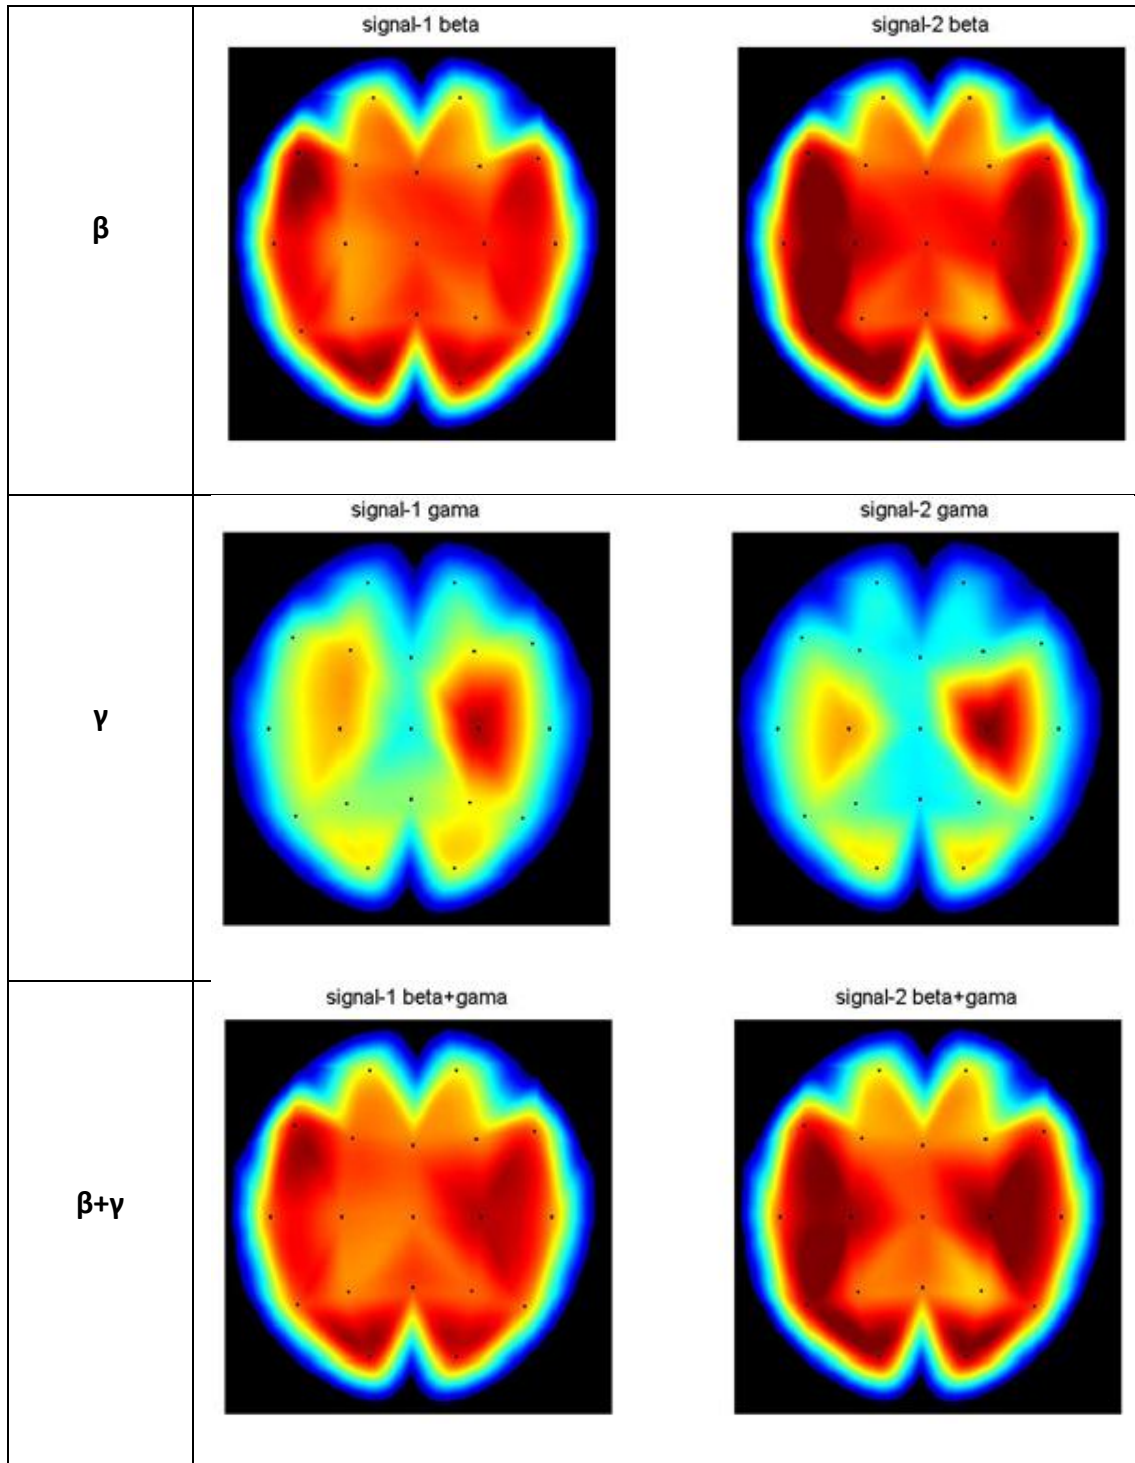 signal-1 beta
signal-2 beta
β
signal-1 gama
signal-2 gama
γ
signal-1 beta+gama
signal-2 beta+gama
β+γ